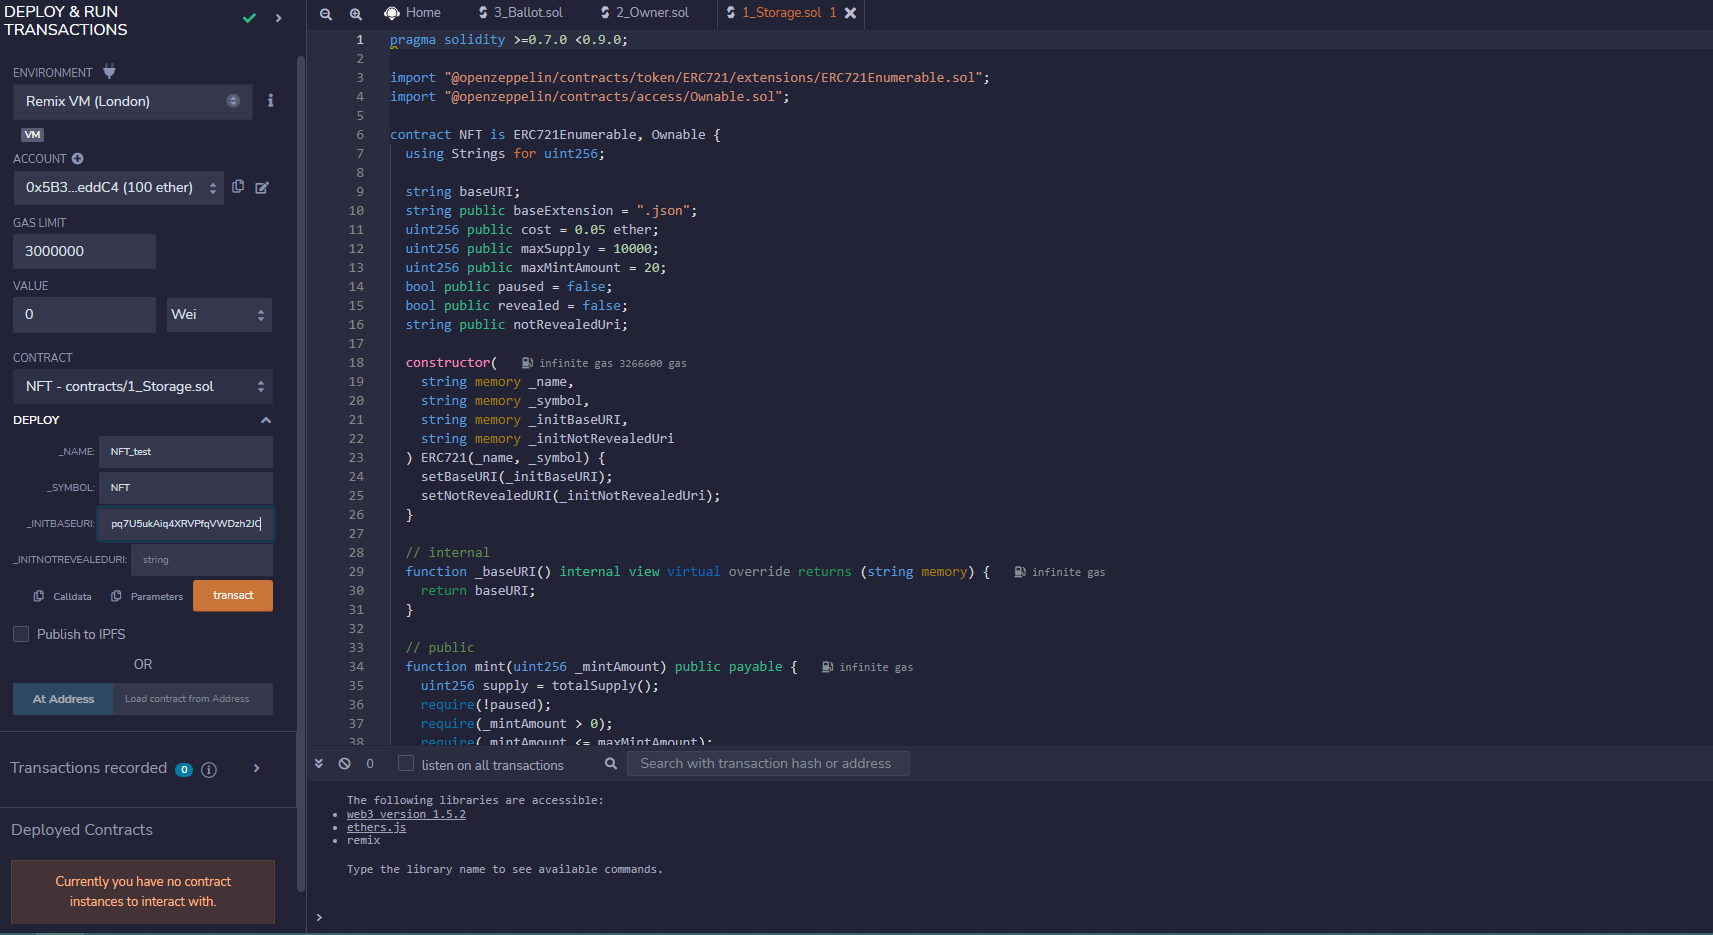 DEPLOY & RUN
TRANSACTIONS
ENVIRONMENT
Remix VM (London)
VM
ACCOUNT
0x5B3...eddC4 (100 ether)
GAS LIMIT
3000000
VALUE
0
Wei
CONTRACT
NFT - contracts/1_Storage.sol
DEPLOY
_NAME: NFT_test
_SYMBOL: NFT
_INITBASEURI: pq7U5ukAiq4XRVPfqVWDzh2JC
_INITNOTREVEALEDURI: string
Calldata Parameters transact
Publish to IPFS
OR
At Address Load contract from Address
Transactions recorded 0 i
Deployed Contracts
Currently you have no contract
instances to interact with.
Home 3_Ballot.sol 2_Owner.sol 1_Storage.sol 1
1 pragma solidity >=0.7.0 <0.9.0;
2
3 import "@openzeppelin/contracts/token/ERC721/extensions/ERC721Enumerable.sol";
4 import "@openzeppelin/contracts/access/Ownable.sol";
5
6 contract NFT is ERC721Enumerable, Ownable {
7 using Strings for uint256;
8
9 string baseURI;
10 string public baseExtension = ".json";
11 uint256 public cost = 0.05 ether;
12 uint256 public maxSupply = 10000;
13 uint256 public maxMintAmount = 20;
14 bool public paused = false;
15 bool public revealed = false;
16 string public notRevealedUri;
17
18 constructor( infinite gas 3266600 gas
19 string memory _name,
20 string memory _symbol,
21 string memory _initBaseURI,
22 string memory _initNotRevealedUri
23 ) ERC721(_name, _symbol) {
24 setBaseURI(_initBaseURI);
25 setNotRevealedURI(_initNotRevealedUri);
26 }
27
28 // internal
29 function _baseURI() internal view virtual override returns (string memory) { infinite gas
30 return baseURI;
31 }
32
33 // public
34 function mint(uint256 _mintAmount) public payable { infinite gas
35 uint256 supply = totalSupply();
36 require(!paused);
37 require(_mintAmount > 0);
38 require(_mintAmount <= maxMintAmount);
0 listen on all transactions Search with transaction hash or address
The following libraries are accessible:
• web3 version 1.5.2
• ethers.js
• remix
Type the library name to see available commands.
>